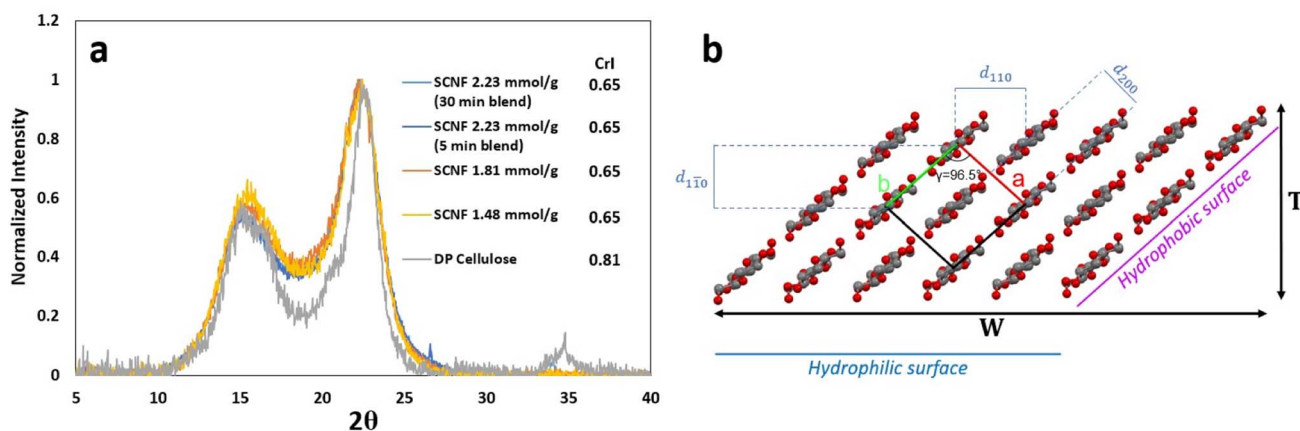 a
1.2
1
0.8
0.6
0.4
0.2
0
Normalized Intensity
5
10
15
20
25
30
35
40
2θ
CrI
SCNF 2.23 mmol/g
(30 min blend)
0.65
SCNF 2.23 mmol/g
(5 min blend)
0.65
SCNF 1.81 mmol/g
0.65
SCNF 1.48 mmol/g
0.65
DP Cellulose
0.81
b
d₁₁₀
d₂₀₀
d₁1̄₀
γ=96.5°
b
a
Hydrophobic surface
T
W
Hydrophilic surface